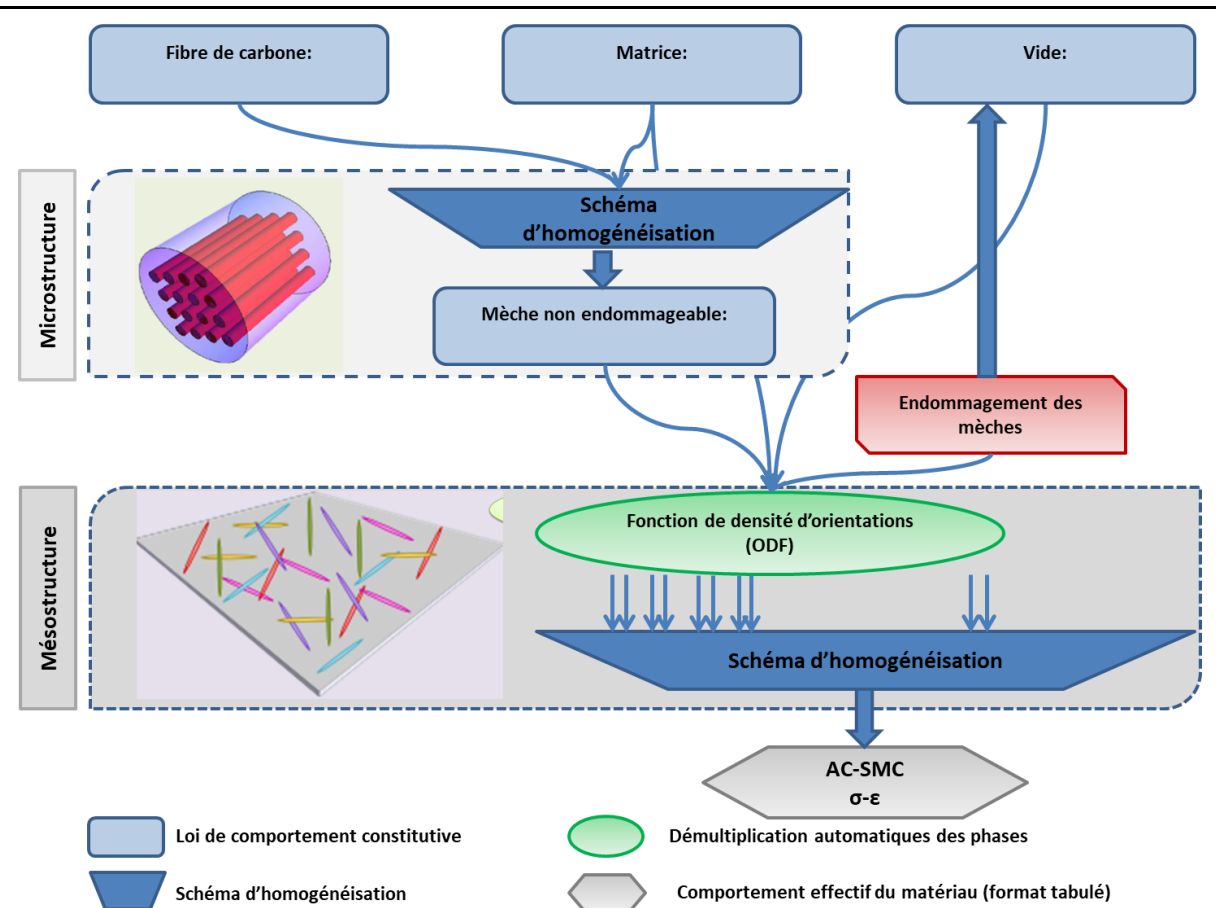 Fibre de carbone:
Matrice:
Vide:
Microstructure
Schéma
d'homogénéisation
Mèche non endommageable:
Endommagement des
mèches
Mésostructure
Fonction de densité d'orientations
(ODF)
Schéma d'homogénéisation
AC-SMC
σ-ε
Loi de comportement constitutive
Démultiplication automatiques des phases
Schéma d'homogénéisation
Comportement effectif du matériau (format tabulé)